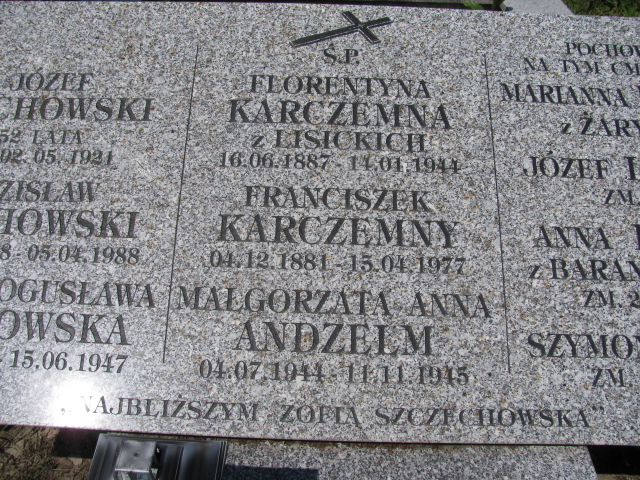 JÓZEF
CHOWSKI
52 LATA
02.05.1921
ZISŁAW
HOWSKI
8 - 05.04.1988
OGUSŁAWA
OWSKA
- 15.06.1947
Ś.P.
FLORENTYNA
KARCZEMNA
z LISICKICH
16.06.1887 - 14.01.1944
FRANCISZEK
KARCZEMNY
04.12.1881 - 15.04.1977
MAŁGORZATA ANNA
ANDZELM
04.07.1944 - 11.11.1945
POCHOW
NA TYM CM
MARIANNA
z ŻARY
JÓZEF
ZM
ANNA
z BARAN
ZM
SZYMON
ZM
„NAJBLIŻSZYM ZOFIA SZCZECHOWSKA”